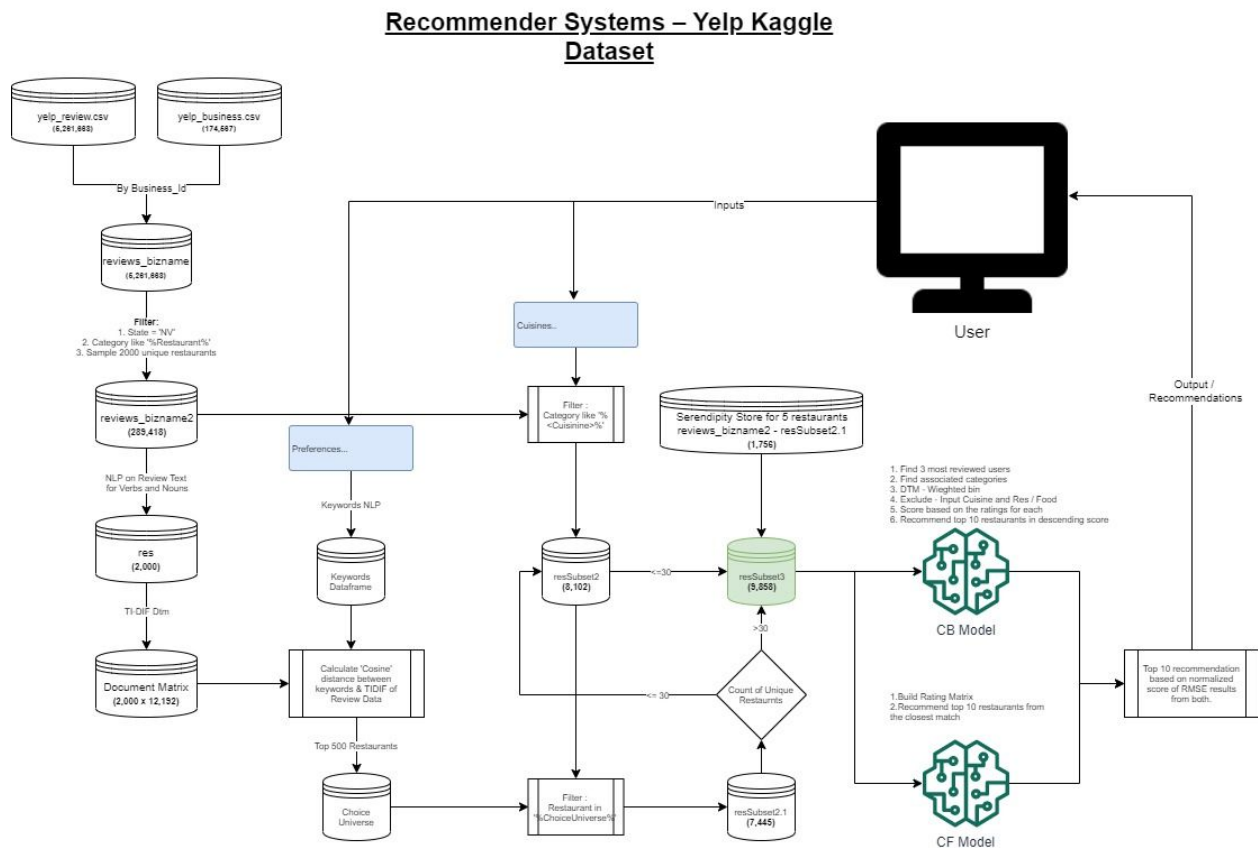 Recommender Systems – Yelp Kaggle
Dataset
yelp_review.csv
(5,261,668)
yelp_business.csv
(174,567)
By Business_Id
reviews_bizname
(5,261,668)
Filter:
1. State = 'NV'
2. Category like '%Restaurant%'
3. Sample 2000 unique restaurants
reviews_bizname2
(289,418)
NLP on Review Text
for Verbs and Nouns
res
(2,000)
TI-DIF Dtm
Document Matrix
(2,000 x 12,192)
Inputs
User
Preferences...
Keywords NLP
Keywords
Dataframe
Calculate 'Cosine'
distance between
keywords & TIDIF of
Review Data
Top 500 Restaurants
Choice
Universe
Cuisines..
Filter :
Category like '%
<Cuisinine>%'
resSubset2
(8,102)
<=30
Filter :
Restaurant in
'%ChoiceUniverse%'
resSubset2.1
(7,445)
Count of Unique
Restaurnts
<= 30
>30
Serendipity Store for 5 restaurants
reviews_bizname2 - resSubset2.1
(1,756)
resSubset3
(9,858)
1. Find 3 most reviewed users
2. Find associated categories
3. DTM - Wieghted bin
4. Exclude - Input Cuisine and Res / Food
5. Score based on the ratings for each
6. Recommend top 10 restaurants in descending score
CB Model
1.Build Rating Matrix
2.Recommend top 10 restaurants from
the closest match
CF Model
Top 10 recommendation
based on normalized
score of RMSE results
from both.
Output /
Recommendations